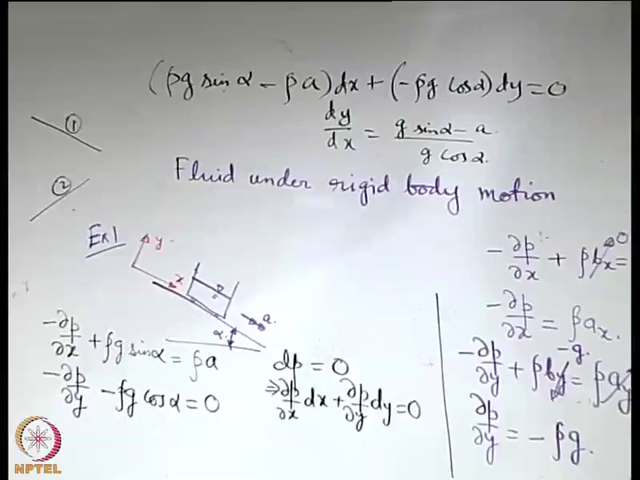 (ρg sin α − ρa)dx + (−ρg cos α)dy = 0
dy/dx = (g sin α − a)/(g cos α)
①
②
Fluid under rigid body motion
Ex1
y
x
a
α
−∂p/∂x + ρg sin α = ρa
−∂p/∂y − ρg cos α = 0
dp = 0
⇒ ∂p/∂x dx + ∂p/∂y dy = 0
−∂p/∂x + ρbx = 0
−∂p/∂x = ρax
−g
−∂p/∂y + ρby = ρay
∂p/∂y = −ρg.
NPTEL